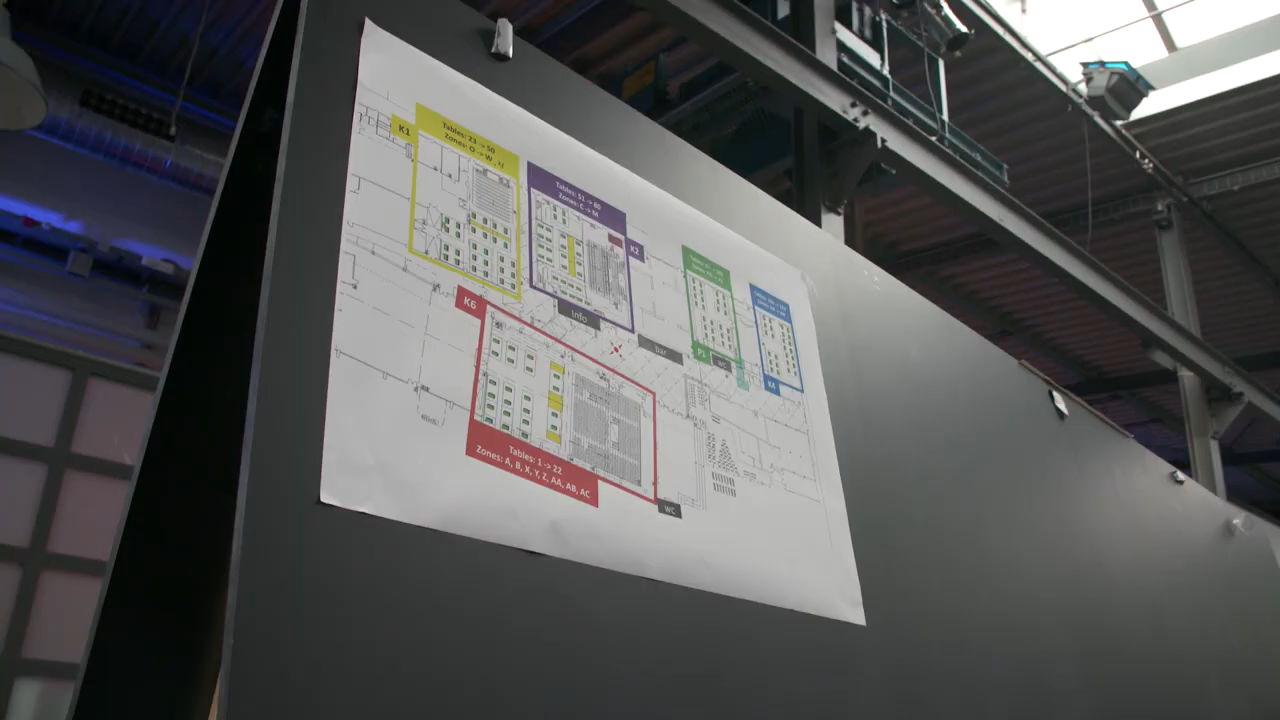 K1
Tables: 23 -> 50
Zones: O -> W , U
Tables: 51 -> 80
Zones: C -> M
K2
K6
Info
Bar
P1
WC
K4
Tables: 1 -> 22
Zones: A, B, X, Y, Z, AA, AB, AC
WC